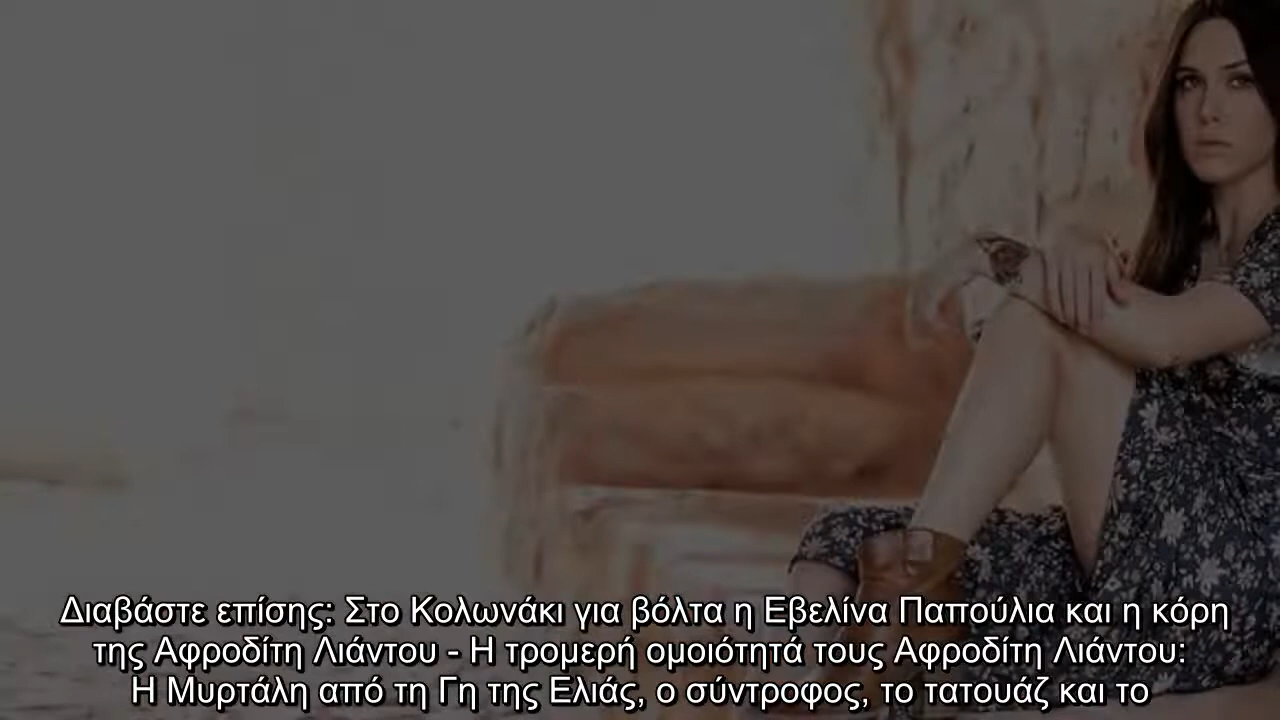 Διαβάστε επίσης: Στο Κολωνάκι για βόλτα η Εβελίνα Παπούλια και η κόρη
της Αφροδίτη Λιάντου - Η τρομερή ομοιότητά τους Αφροδίτη Λιάντου:
Η Μυρτάλη από τη Γη της Ελιάς, ο σύντροφος, το τατουάζ και το